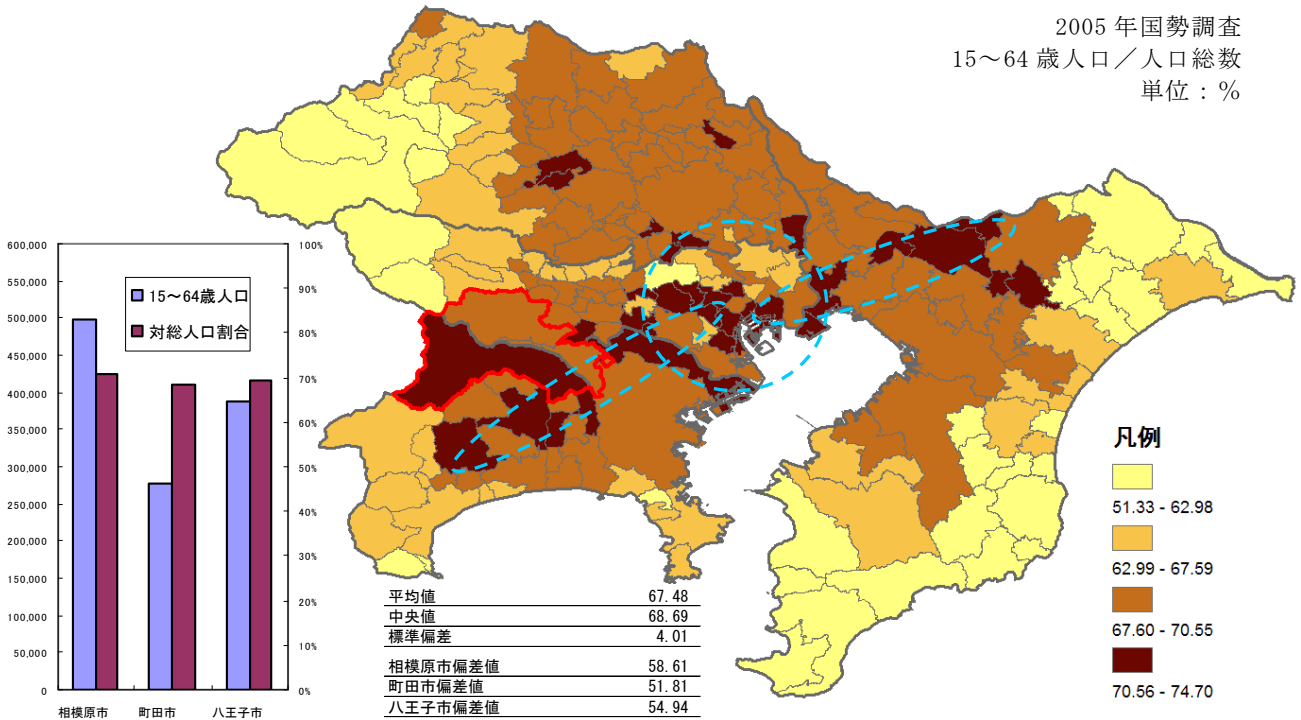 2005 年国勢調査
15～64 歳人口／人口総数
単位：％
600,000
550,000
500,000
450,000
400,000
350,000
300,000
250,000
200,000
150,000
100,000
50,000
0
100%
90%
80%
70%
60%
50%
40%
30%
20%
10%
0%
15～64歳人口
対総人口割合
相模原市
町田市
八王子市
平均値 67.48
中央値 68.69
標準偏差 4.01
相模原市偏差値 58.61
町田市偏差値 51.81
八王子市偏差値 54.94
凡例
51.33 - 62.98
62.99 - 67.59
67.60 - 70.55
70.56 - 74.70